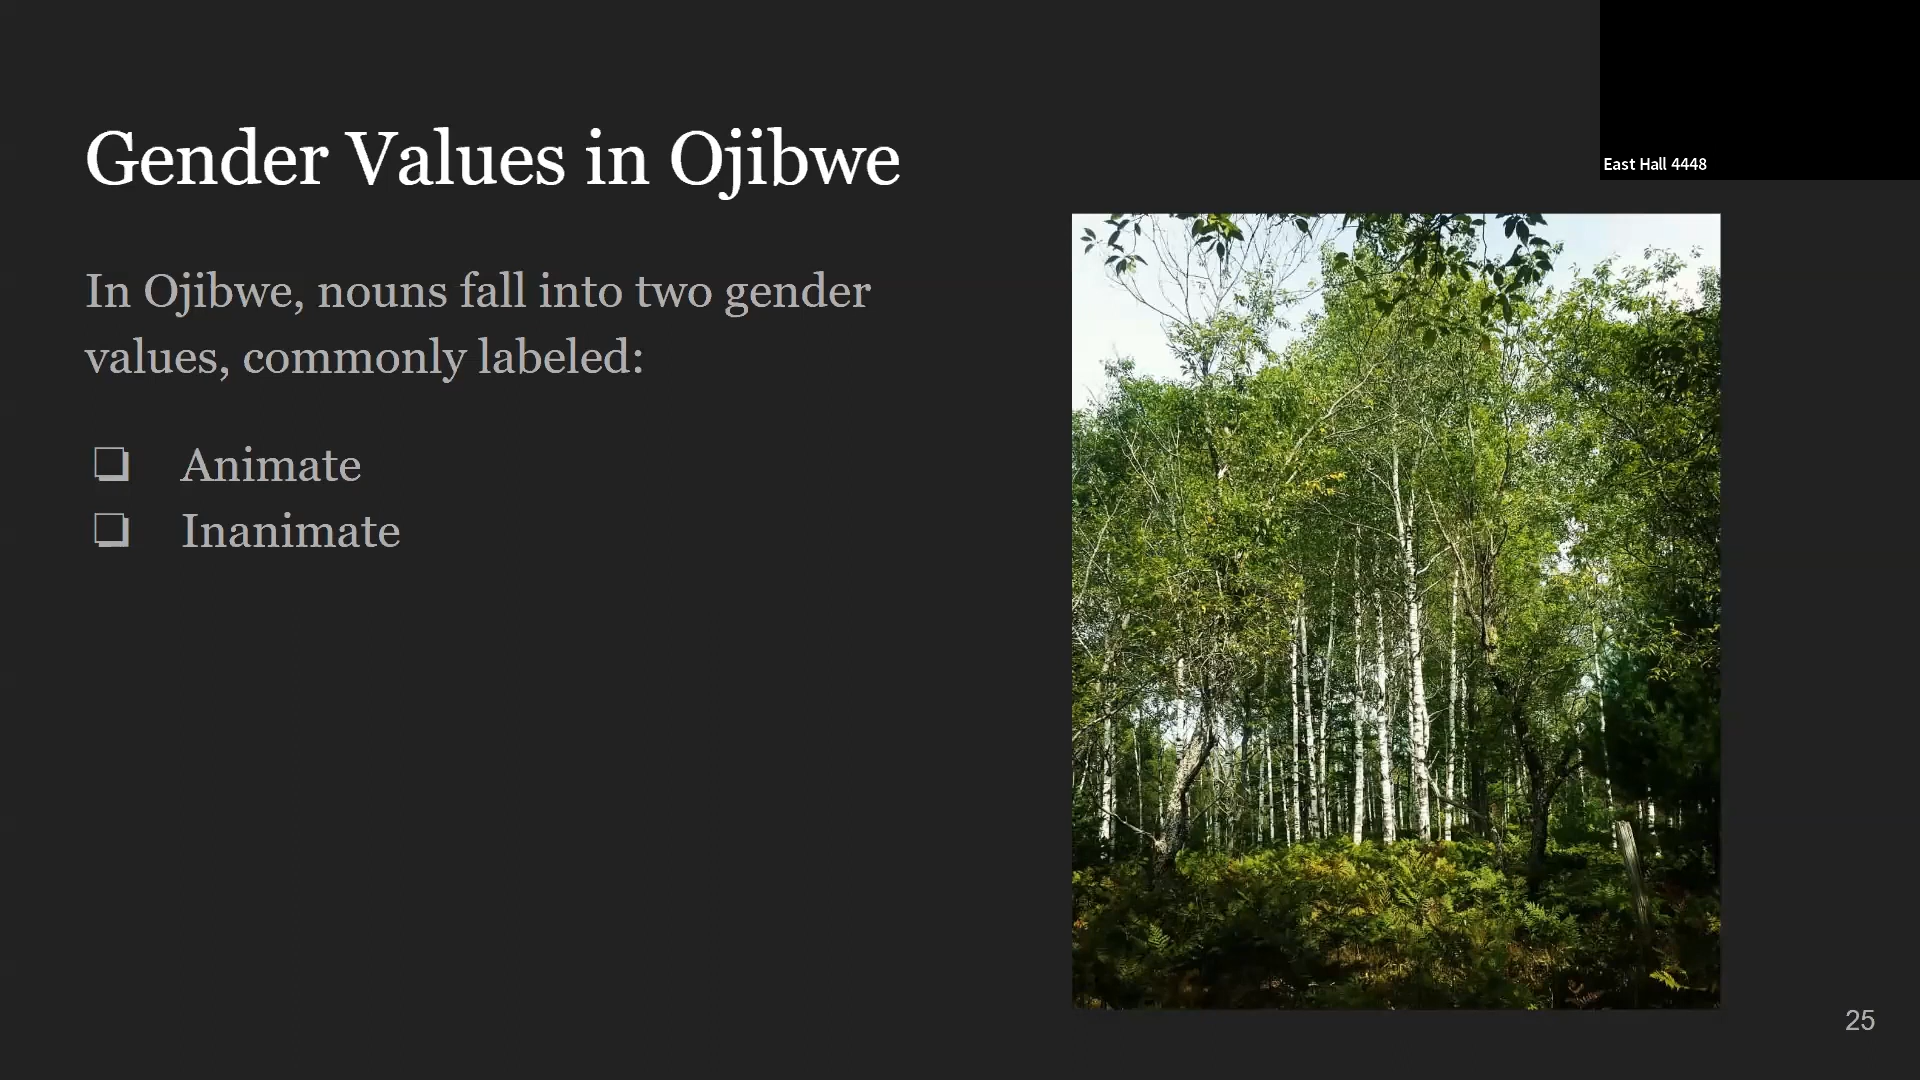 East Hall 4448
Gender Values in Ojibwe
In Ojibwe, nouns fall into two gender
values, commonly labeled:
❏ Animate
❏ Inanimate
25